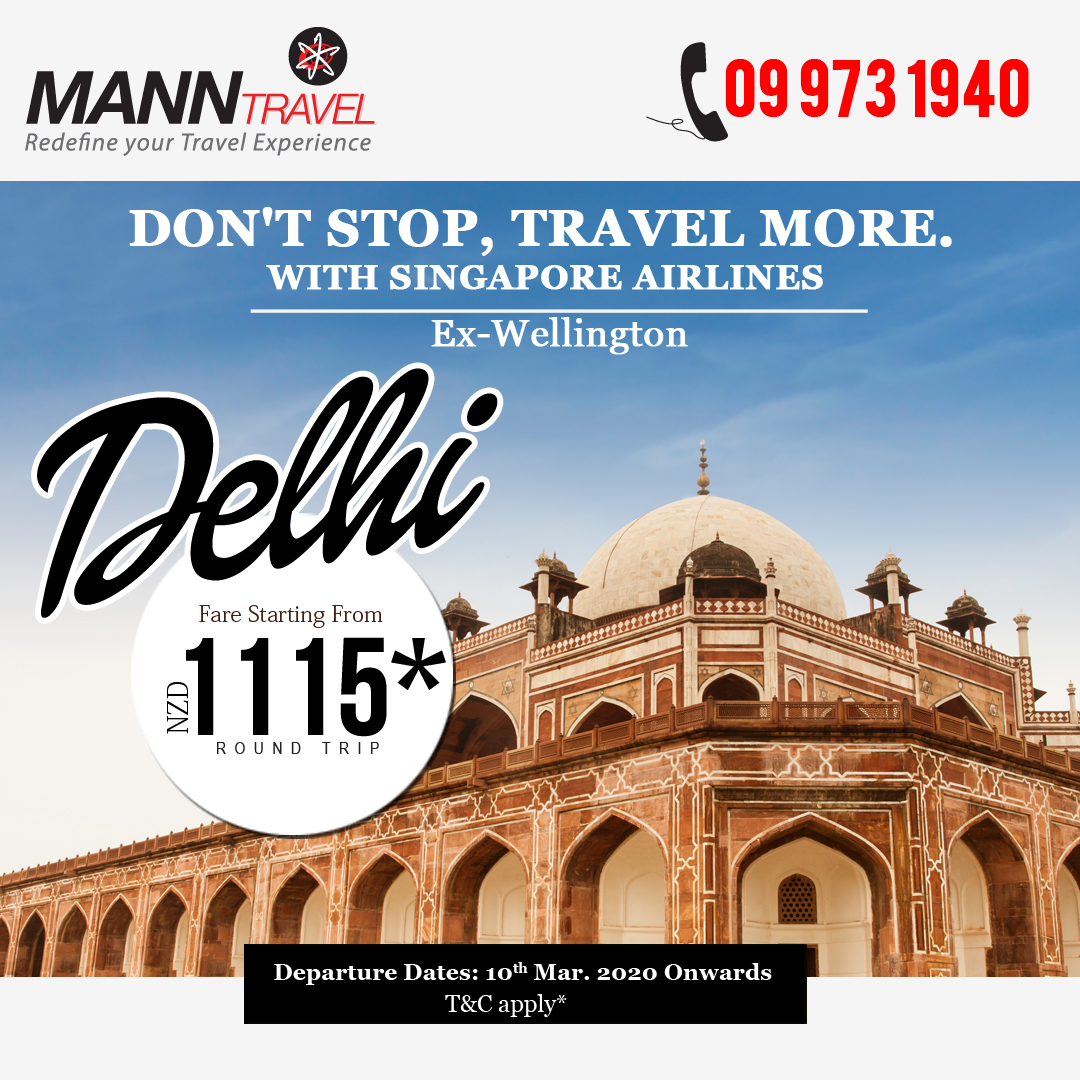 MANN TRAVEL
Redefine your Travel Experience
09 973 1940
DON'T STOP, TRAVEL MORE.
WITH SINGAPORE AIRLINES
Ex-Wellington
Delhi
Fare Starting From
NZD 1115*
ROUND TRIP
Departure Dates: 10th Mar. 2020 Onwards
T&C apply*